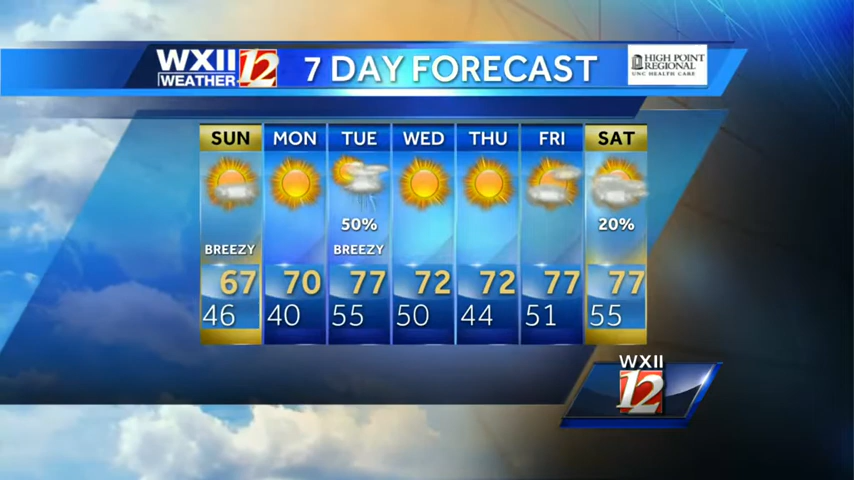 WXII 12
WEATHER
7 DAY FORECAST
HIGH POINT
REGIONAL
UNC HEALTH CARE
SUN MON TUE WED THU FRI SAT
50% 20%
BREEZY BREEZY
67 70 77 72 72 77 77
46 40 55 50 44 51 55
WXII
12